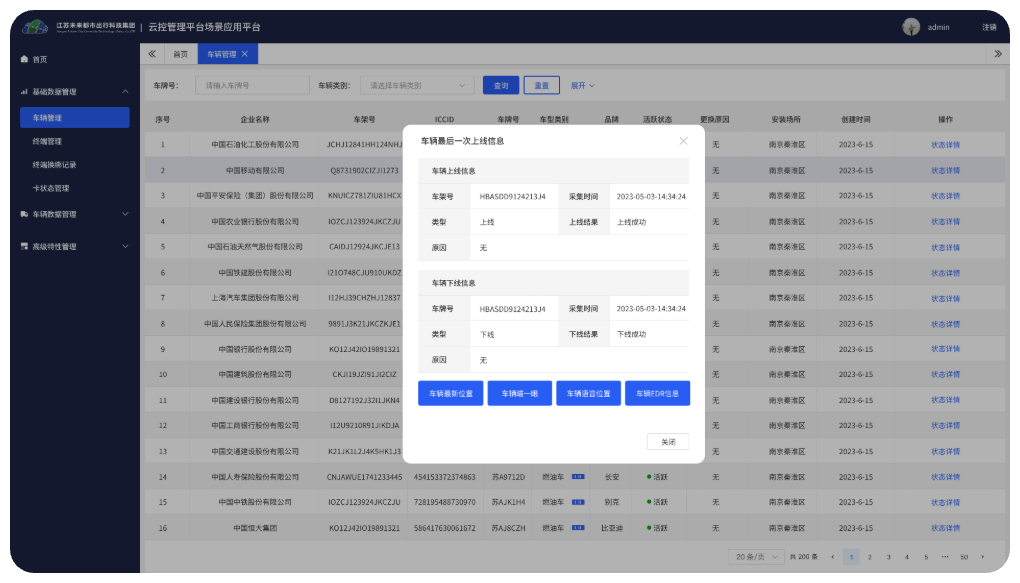 江苏未来都市出行科技集团 | 云控管理平台场景应用平台 admin 注销
首页
基础数据管理
车辆管理
终端管理
终端换绑记录
卡状态管理
车辆数据管理
高级特性管理
首页 车辆管理
车牌号: 请输入车牌号 车辆类别: 请选择车辆类别 查询 重置 展开
序号 企业名称 车架号 ICCID 车牌号 车型类别 品牌 活跃状态 更换原因 安装场所 创建时间 操作
1 中国石油化工股份有限公司 JCHJ12841HH124NHJ 无 南京秦淮区 2023-6-15 状态详情
2 中国移动有限公司 Q8731902CIZJI1273 无 南京秦淮区 2023-6-15 状态详情
3 中国平安保险（集团）股份有限公司 KNUICZ781ZIU81HCX 无 南京秦淮区 2023-6-15 状态详情
4 中国农业银行股份有限公司 IOZCJ123924JKCZJU 无 南京秦淮区 2023-6-15 状态详情
5 中国石油天然气股份有限公司 CAIDJ12924JKCJE13 无 南京秦淮区 2023-6-15 状态详情
6 中国铁建股份有限公司 I21O748CJU910UKDZ 无 南京秦淮区 2023-6-15 状态详情
7 上海汽车集团股份有限公司 I12HJ39CHZHJ12837 无 南京秦淮区 2023-6-15 状态详情
8 中国人民保险集团股份有限公司 9891J3K21JKCZKJE1 无 南京秦淮区 2023-6-15 状态详情
9 中国银行股份有限公司 KO12J42IO19891321 无 南京秦淮区 2023-6-15 状态详情
10 中国建筑股份有限公司 CKJI19JZI91JI2CIZ 无 南京秦淮区 2023-6-15 状态详情
11 中国建设银行股份有限公司 D8127192J32I1JKN4 无 南京秦淮区 2023-6-15 状态详情
12 中国工商银行股份有限公司 I12U9210R91JIKDJA 无 南京秦淮区 2023-6-15 状态详情
13 中国交通建设股份有限公司 K21JK1L2J4K5HK1J3 无 南京秦淮区 2023-6-15 状态详情
14 中国人寿保险股份有限公司 CNJAWUE1741233445 454153372374863 苏A9712D 燃油车 长安 活跃 无 南京秦淮区 2023-6-15 状态详情
15 中国中铁股份有限公司 IOZCJ123924JKCZJU 728195488730970 苏AJK1H4 燃油车 别克 活跃 无 南京秦淮区 2023-6-15 状态详情
16 中国恒大集团 KO12J42IO19891321 586417630061672 苏AJ8CZH 燃油车 比亚迪 活跃 无 南京秦淮区 2023-6-15 状态详情
20 条/页 共 200 条 1 2 3 4 5 ··· 50
车辆最后一次上线信息
车辆上线信息
车架号 HBASDD9124213J4 采集时间 2023-05-03-14:34:24
类型 上线 上线结果 上线成功
原因 无
车辆下线信息
车牌号 HBASDD9124213J4 采集时间 2023-05-03-14:34:24
类型 下线 下线结果 下线成功
原因 无
车辆最新位置 车辆瞄一眼 车辆语音位置 车辆EDR信息
关闭